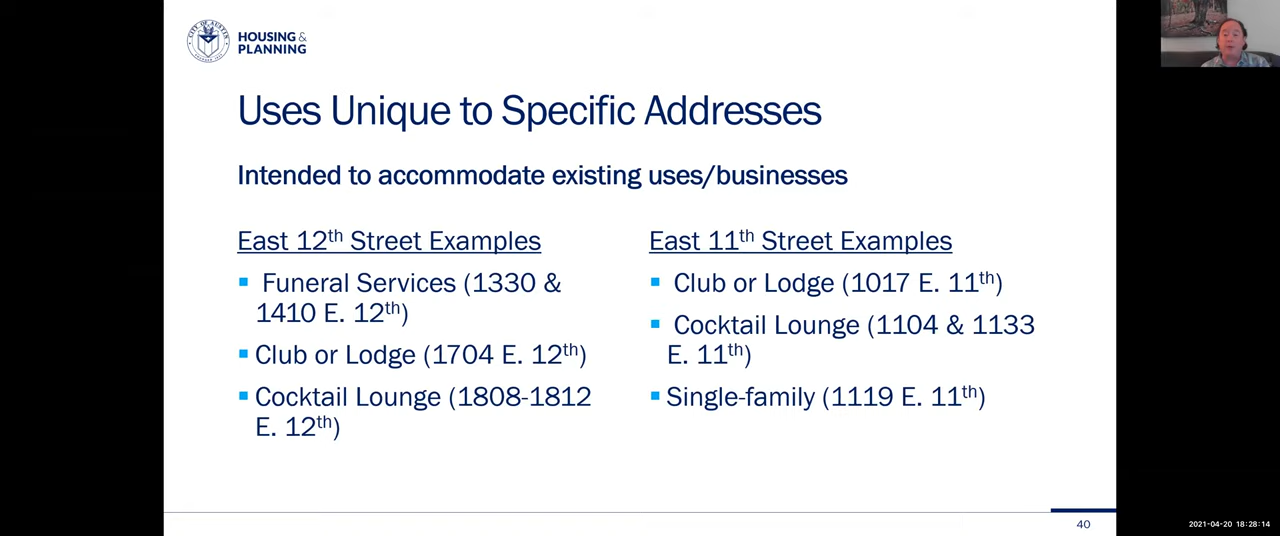 CITY OF AUSTIN
HOUSING &
PLANNING
Uses Unique to Specific Addresses
Intended to accommodate existing uses/businesses
East 12th Street Examples
▪ Funeral Services (1330 &
1410 E. 12th)
▪ Club or Lodge (1704 E. 12th)
▪ Cocktail Lounge (1808-1812
E. 12th)
East 11th Street Examples
▪ Club or Lodge (1017 E. 11th)
▪ Cocktail Lounge (1104 & 1133
E. 11th)
▪ Single-family (1119 E. 11th)
40
2021-04-20 18:28:14